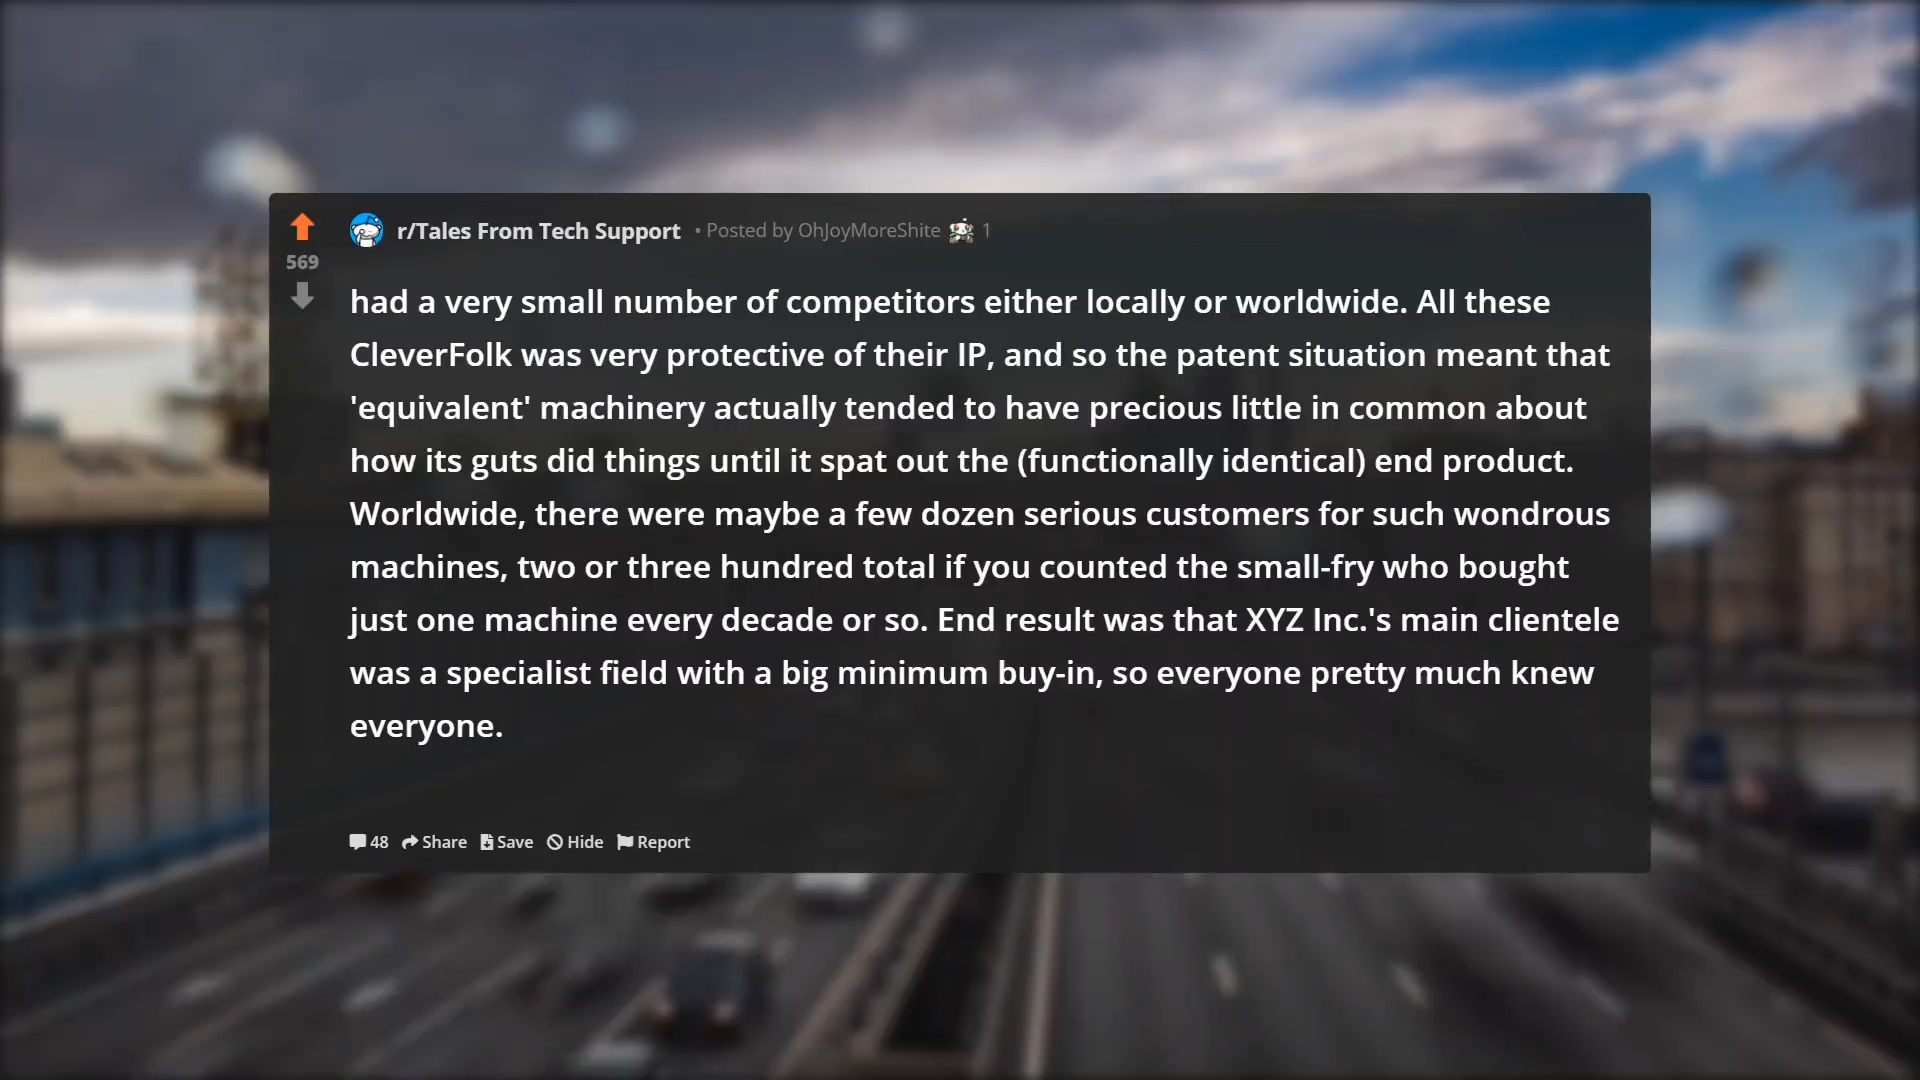 r/Tales From Tech Support • Posted by OhJoyMoreShite 1
569
had a very small number of competitors either locally or worldwide. All these
CleverFolk was very protective of their IP, and so the patent situation meant that
'equivalent' machinery actually tended to have precious little in common about
how its guts did things until it spat out the (functionally identical) end product.
Worldwide, there were maybe a few dozen serious customers for such wondrous
machines, two or three hundred total if you counted the small-fry who bought
just one machine every decade or so. End result was that XYZ Inc.'s main clientele
was a specialist field with a big minimum buy-in, so everyone pretty much knew
everyone.
48 Share Save Hide Report